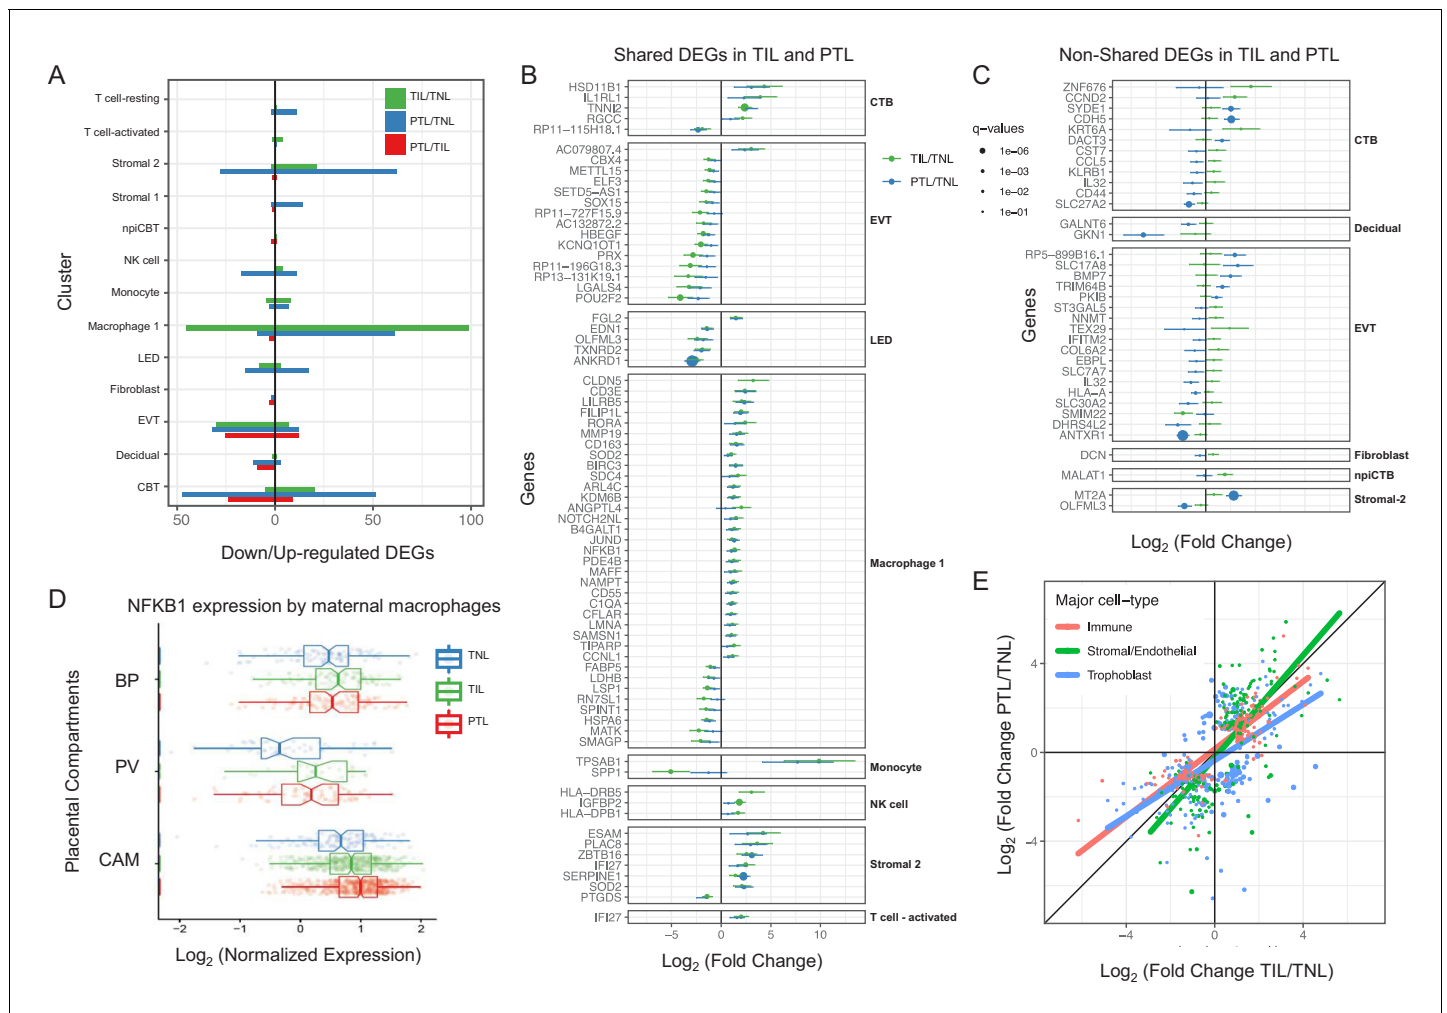 A
T cell-resting
T cell-activated
Stromal 2
Stromal 1
npiCBT
NK cell
Monocyte
Macrophage 1
LED
Fibroblast
EVT
Decidual
CBT
Cluster
TIL/TNL
PTL/TNL
PTL/TIL
50 0 50 100
Down/Up-regulated DEGs
B
Shared DEGs in TIL and PTL
HSD11B1
IL1RL1
TNNI2
RGCC
RP11-115H18.1
CTB
AC079807.4
CBX4
METTL15
ELF3
SETD5-AS1
SOX15
RP11-727F15.9
AC132872.2
HBEGF
KCNQ1OT1
PRX
RP11-196G18.3
RP13-131K19.1
LGALS4
POU2F2
EVT
FGL2
EDN1
OLFML3
TXNRD2
ANKRD1
LED
CLDN5
CD3E
LILRB5
FILIP1L
RORA
MMP19
CD163
SOD2
BIRC3
SDC4
ARL4C
KDM6B
ANGPTL4
NOTCH2NL
B4GALT1
JUND
NFKB1
PDE4B
MAFF
NAMPT
CD55
C1QA
CFLAR
LMNA
SAMSN1
TIPARP
CCNL1
FABP5
LDHB
LSP1
RN7SL1
SPINT1
HSPA6
MATK
SMAGP
Macrophage 1
TPSAB1
SPP1
Monocyte
HLA-DRB5
IGFBP2
HLA-DPB1
NK cell
ESAM
PLAC8
ZBTB16
IFI27
SERPINE1
SOD2
PTGDS
Stromal 2
IFI27
T cell - activated
Genes
-5 0 5 10
Log2 (Fold Change)
TIL/TNL
PTL/TNL
q-values
1e-06
1e-03
1e-02
1e-01
C
Non-Shared DEGs in TIL and PTL
ZNF676
CCND2
SYDE1
CDH5
KRT6A
DACT3
CST7
CCL5
KLRB1
IL32
CD44
SLC27A2
CTB
GALNT6
GKN1
Decidual
RP5-899B16.1
SLC17A8
BMP7
TRIM64B
PKIB
ST3GAL5
NNMT
TEX29
IFITM2
COL6A2
EBPL
SLC7A7
IL32
HLA-A
SLC30A2
SMIM22
DHRS4L2
ANTXR1
EVT
DCN
Fibroblast
MALAT1
npiCTB
MT2A
OLFML3
Stromal-2
Genes
Log2 (Fold Change)
D
NFKB1 expression by maternal macrophages
Placental Compartments
BP
PV
CAM
TNL
TIL
PTL
-2 -1 0 1 2
Log2 (Normalized Expression)
E
Major cell-type
Immune
Stromal/Endothelial
Trophoblast
Log2 (Fold Change PTL/TNL)
4
0
-4
-4 0 4
Log2 (Fold Change TIL/TNL)